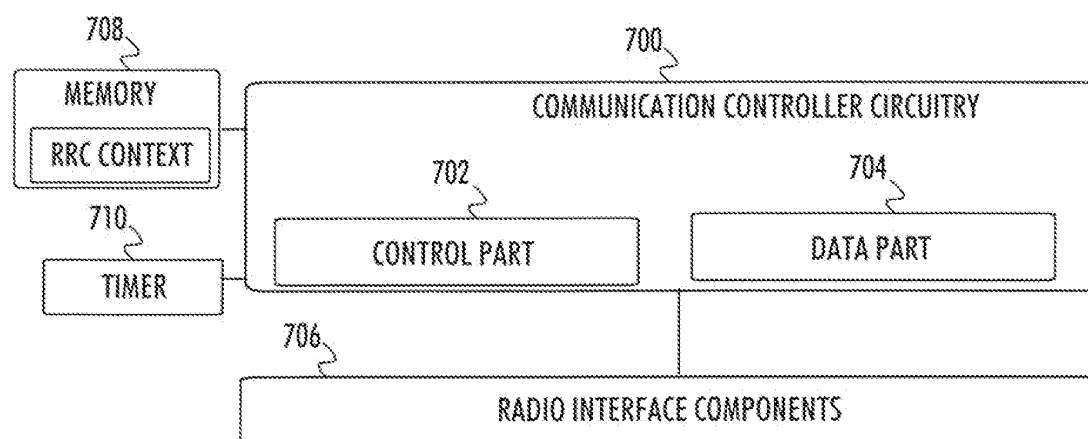 708
700
MEMORY
COMMUNICATION CONTROLLER CIRCUITRY
RRC CONTEXT
702
704
710
CONTROL PART
DATA PART
TIMER
706
RADIO INTERFACE COMPONENTS